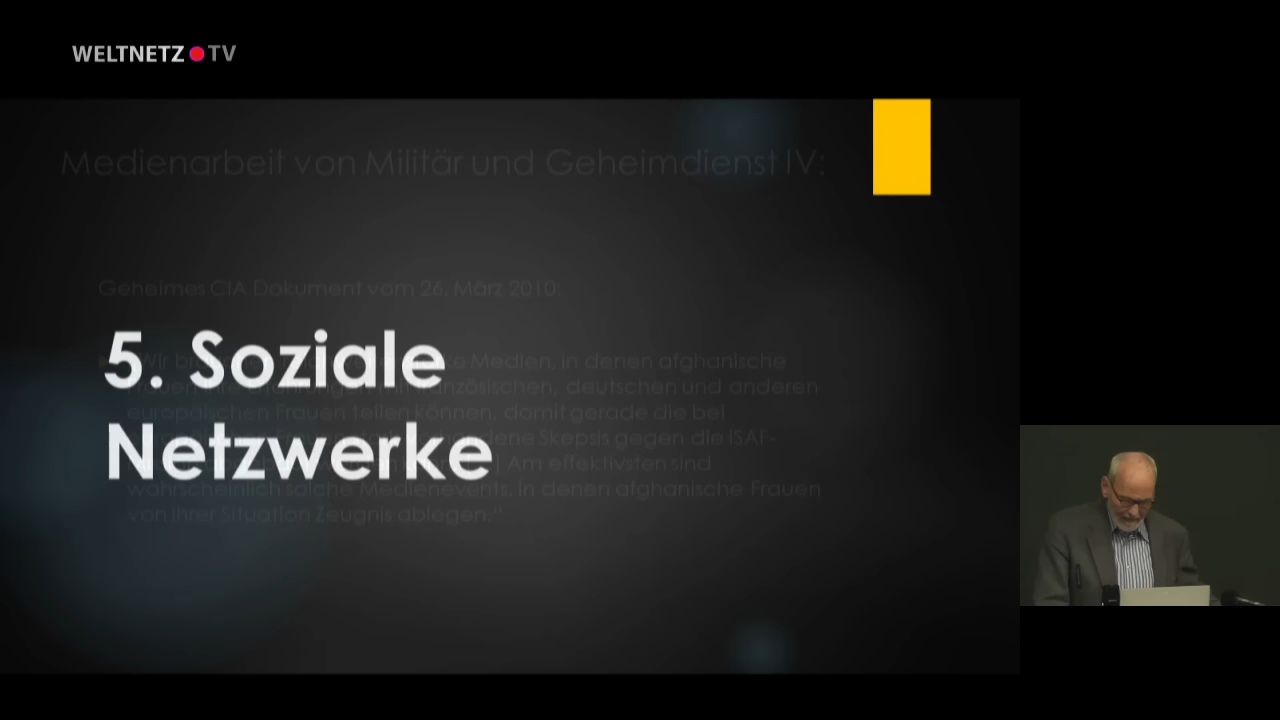 WELTNETZ TV
Medienarbeit von Militär und Geheimdienst IV:
Geheimes CIA Dokument vom 26. März 2010:
5. Soziale
Netzwerke
Medien, in denen afghanische
französischen, deutschen und anderen
europäischen Frauen teilen können, damit gerade die bei
Skepsis gegen die ISAF-
Am effektivsten sind
wahrscheinlich solche Medienevents, in denen afghanische Frauen
von ihrer Situation Zeugnis ablegen.“